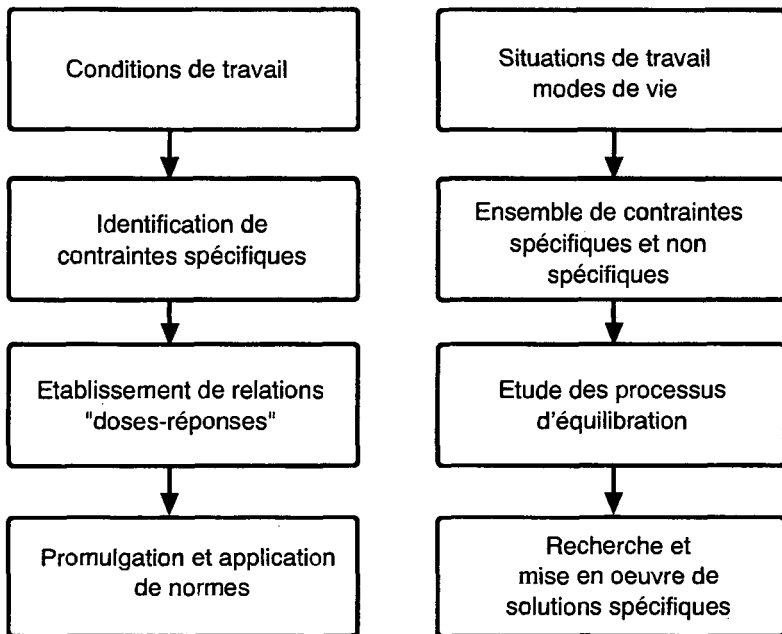 Conditions de travail
Identification de
contraintes spécifiques
Etablissement de relations
"doses-réponses"
Promulgation et application
de normes
Situations de travail
modes de vie
Ensemble de contraintes
spécifiques et non
spécifiques
Etude des processus
d'équilibration
Recherche et
mise en oeuvre de
solutions spécifiques